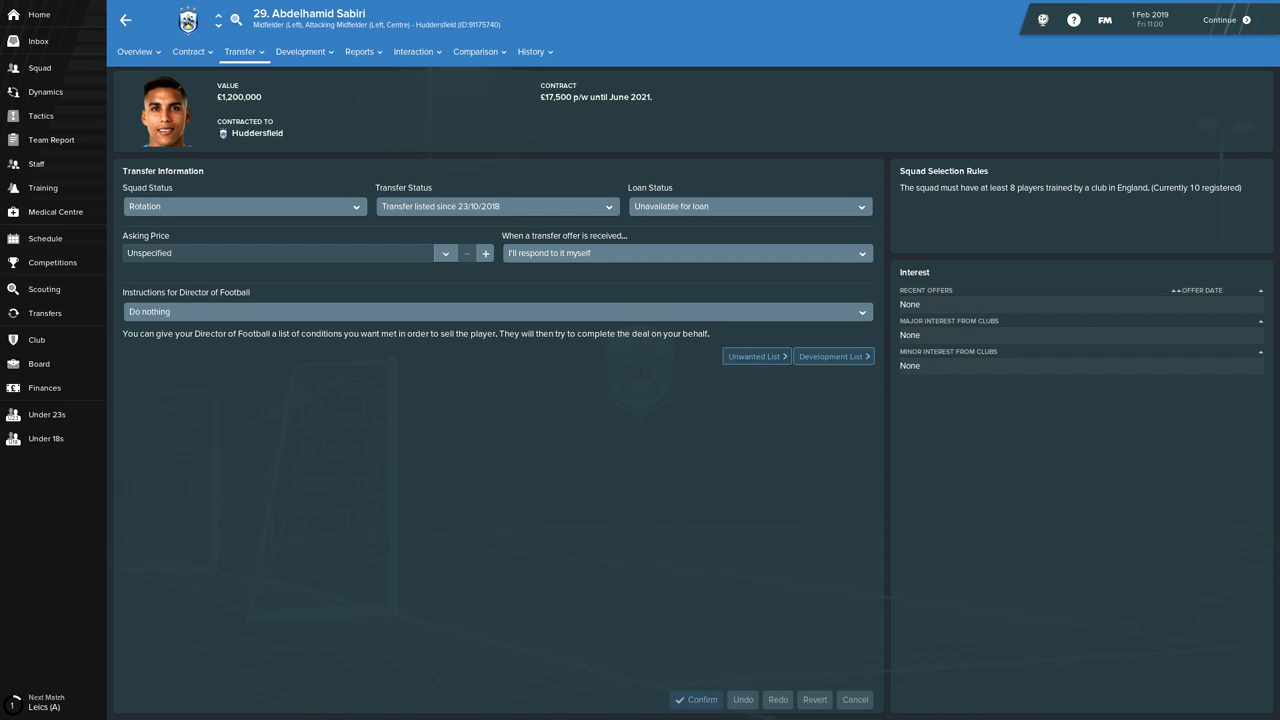 Home
Inbox
Squad
Dynamics
Tactics
Team Report
Staff
Training
Medical Centre
Schedule
Competitions
Scouting
Transfers
Club
Board
Finances
Under 23s
Under 18s
Next Match
1 Leics (A)
29. Abdelhamid Sabiri
Midfielder (Left), Attacking Midfielder (Left, Centre) - Huddersfield (ID:91175740)
? FM
1 Feb 2019
Fri 11:00
Continue
Overview Contract Transfer Development Reports Interaction Comparison History
VALUE
£1,200,000
CONTRACTED TO
Huddersfield
CONTRACT
£17,500 p/w until June 2021.
Transfer Information
Squad Status Transfer Status Loan Status
Rotation Transfer listed since 23/10/2018 Unavailable for loan
Asking Price When a transfer offer is received...
Unspecified - + I'll respond to it myself
Instructions for Director of Football
Do nothing
You can give your Director of Football a list of conditions you want met in order to sell the player. They will then try to complete the deal on your behalf.
Unwanted List Development List
Confirm Undo Redo Revert Cancel
Squad Selection Rules
The squad must have at least 8 players trained by a club in England. (Currently 10 registered)
Interest
RECENT OFFERS OFFER DATE
None
MAJOR INTEREST FROM CLUBS
None
MINOR INTEREST FROM CLUBS
None